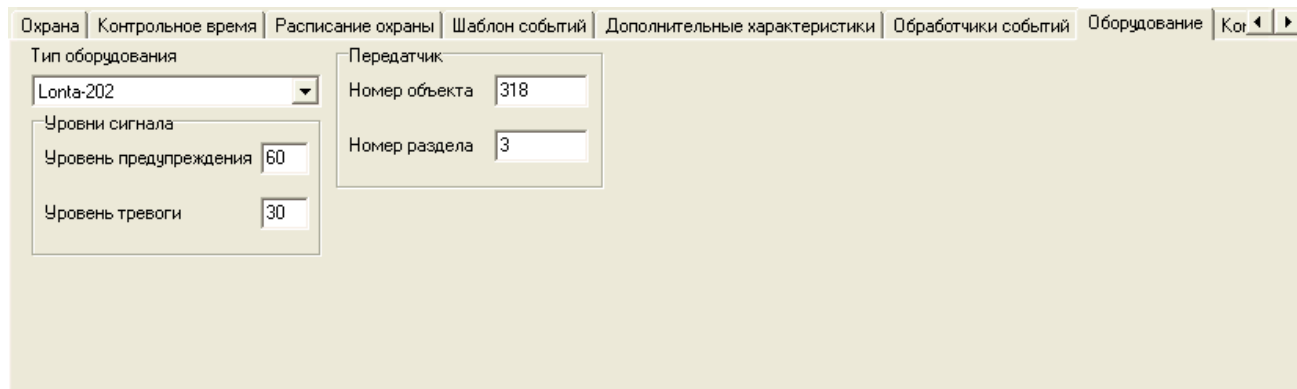 Охрана Контрольное время Расписание охраны Шаблон событий Дополнительные характеристики Обработчики событий Оборудование Кон
Тип оборудования
Lonta-202
Уровни сигнала
Уровень предупреждения 60
Уровень тревоги 30
Передатчик
Номер объекта 318
Номер раздела 3